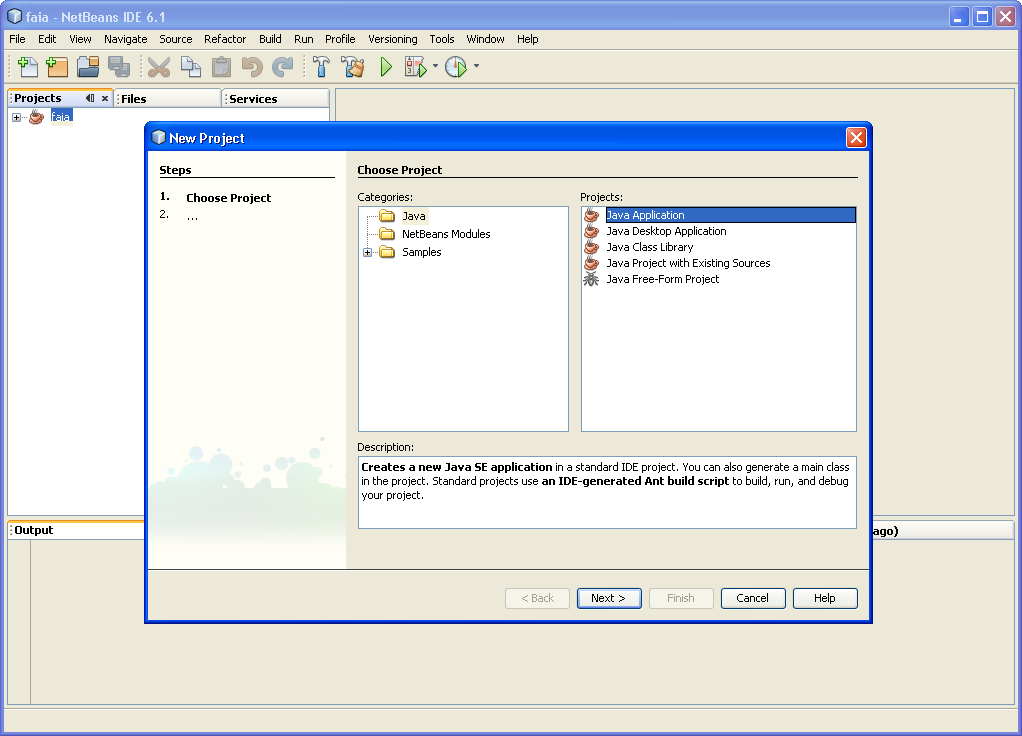 faia - NetBeans IDE 6.1
File Edit View Navigate Source Refactor Build Run Profile Versioning Tools Window Help
Projects Files Services
faia
New Project
Steps
1. Choose Project
2. ...
Choose Project
Categories:
Java
NetBeans Modules
Samples
Projects:
Java Application
Java Desktop Application
Java Class Library
Java Project with Existing Sources
Java Free-Form Project
Description:
Creates a new Java SE application in a standard IDE project. You can also generate a main class
in the project. Standard projects use an IDE-generated Ant build script to build, run, and debug
your project.
Output
ago)
< Back Next > Finish Cancel Help